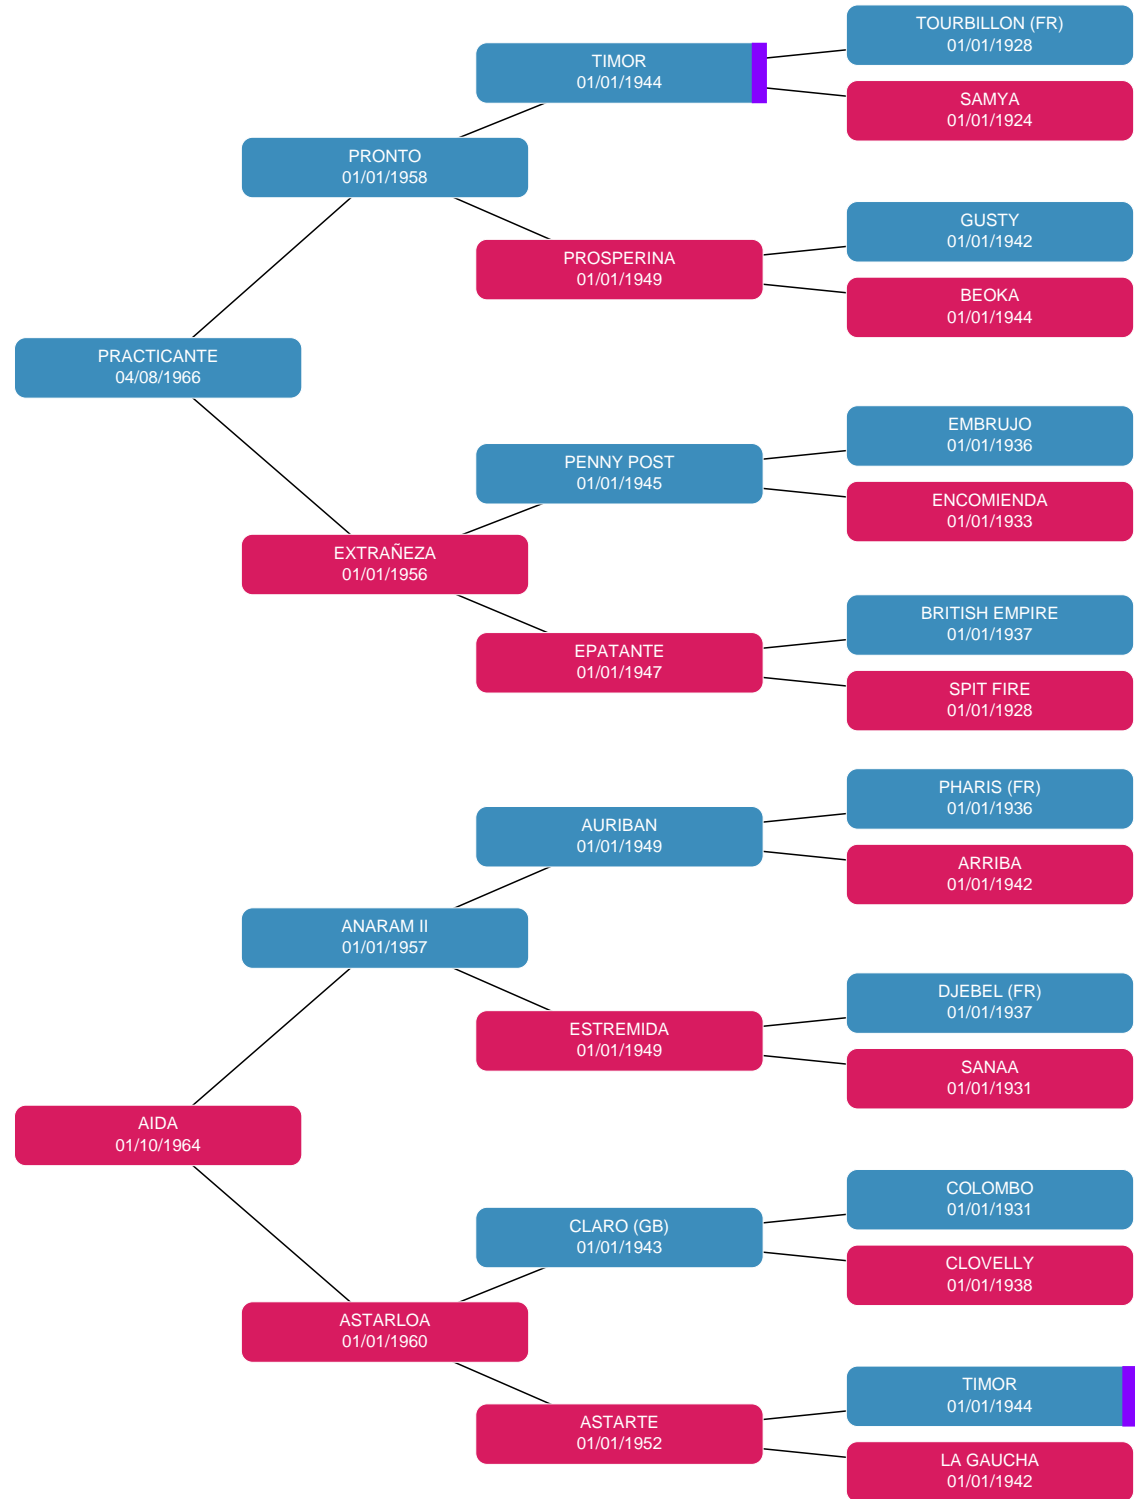 TOURBILLON (FR)
01/01/1928
TIMOR
01/01/1944
SAMYA
01/01/1924
PRONTO
01/01/1958
GUSTY
01/01/1942
PROSPERINA
01/01/1949
BEOKA
01/01/1944
PRACTICANTE
04/08/1966
EMBRUJO
01/01/1936
PENNY POST
01/01/1945
ENCOMIENDA
01/01/1933
EXTRAÑEZA
01/01/1956
BRITISH EMPIRE
01/01/1937
EPATANTE
01/01/1947
SPIT FIRE
01/01/1928
PHARIS (FR)
01/01/1936
AURIBAN
01/01/1949
ARRIBA
01/01/1942
ANARAM II
01/01/1957
DJEBEL (FR)
01/01/1937
ESTREMIDA
01/01/1949
SANAA
01/01/1931
AIDA
01/10/1964
COLOMBO
01/01/1931
CLARO (GB)
01/01/1943
CLOVELLY
01/01/1938
ASTARLOA
01/01/1960
TIMOR
01/01/1944
ASTARTE
01/01/1952
LA GAUCHA
01/01/1942